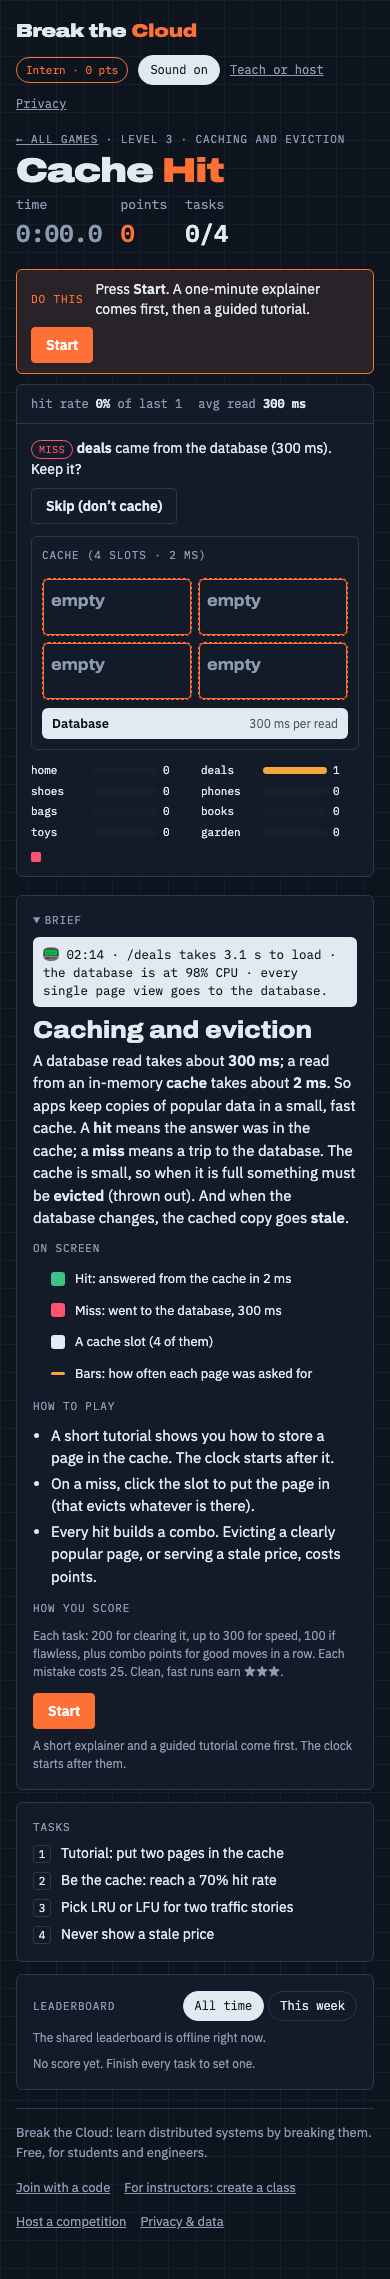 Break the Cloud
Intern · 0 pts
Sound on
Teach or host
Privacy
← ALL GAMES · LEVEL 3 · CACHING AND EVICTION
Cache Hit
time points tasks
0:00.0 0 0/4
DO THIS
Press Start. A one-minute explainer
comes first, then a guided tutorial.
Start
hit rate 0% of last 1 avg read 300 ms
MISS deals came from the database (300 ms).
Keep it?
Skip (don’t cache)
CACHE (4 SLOTS · 2 MS)
empty empty
empty empty
Database 300 ms per read
home 0 deals 1
shoes 0 phones 0
bags 0 books 0
toys 0 garden 0
▼ BRIEF
02:14 · /deals takes 3.1 s to load ·
the database is at 98% CPU · every
single page view goes to the database.
Caching and eviction
A database read takes about 300 ms; a read
from an in-memory cache takes about 2 ms. So
apps keep copies of popular data in a small, fast
cache. A hit means the answer was in the
cache; a miss means a trip to the database. The
cache is small, so when it is full something must
be evicted (thrown out). And when the
database changes, the cached copy goes stale.
ON SCREEN
Hit: answered from the cache in 2 ms
Miss: went to the database, 300 ms
A cache slot (4 of them)
Bars: how often each page was asked for
HOW TO PLAY
• A short tutorial shows you how to store a
page in the cache. The clock starts after it.
• On a miss, click the slot to put the page in
(that evicts whatever is there).
• Every hit builds a combo. Evicting a clearly
popular page, or serving a stale price, costs
points.
HOW YOU SCORE
Each task: 200 for clearing it, up to 300 for speed, 100 if
flawless, plus combo points for good moves in a row. Each
mistake costs 25. Clean, fast runs earn ★★★.
Start
A short explainer and a guided tutorial come first. The clock
starts after them.
TASKS
1 Tutorial: put two pages in the cache
2 Be the cache: reach a 70% hit rate
3 Pick LRU or LFU for two traffic stories
4 Never show a stale price
LEADERBOARD
All time
This week
The shared leaderboard is offline right now.
No score yet. Finish every task to set one.
Break the Cloud: learn distributed systems by breaking them.
Free, for students and engineers.
Join with a code For instructors: create a class
Host a competition Privacy & data